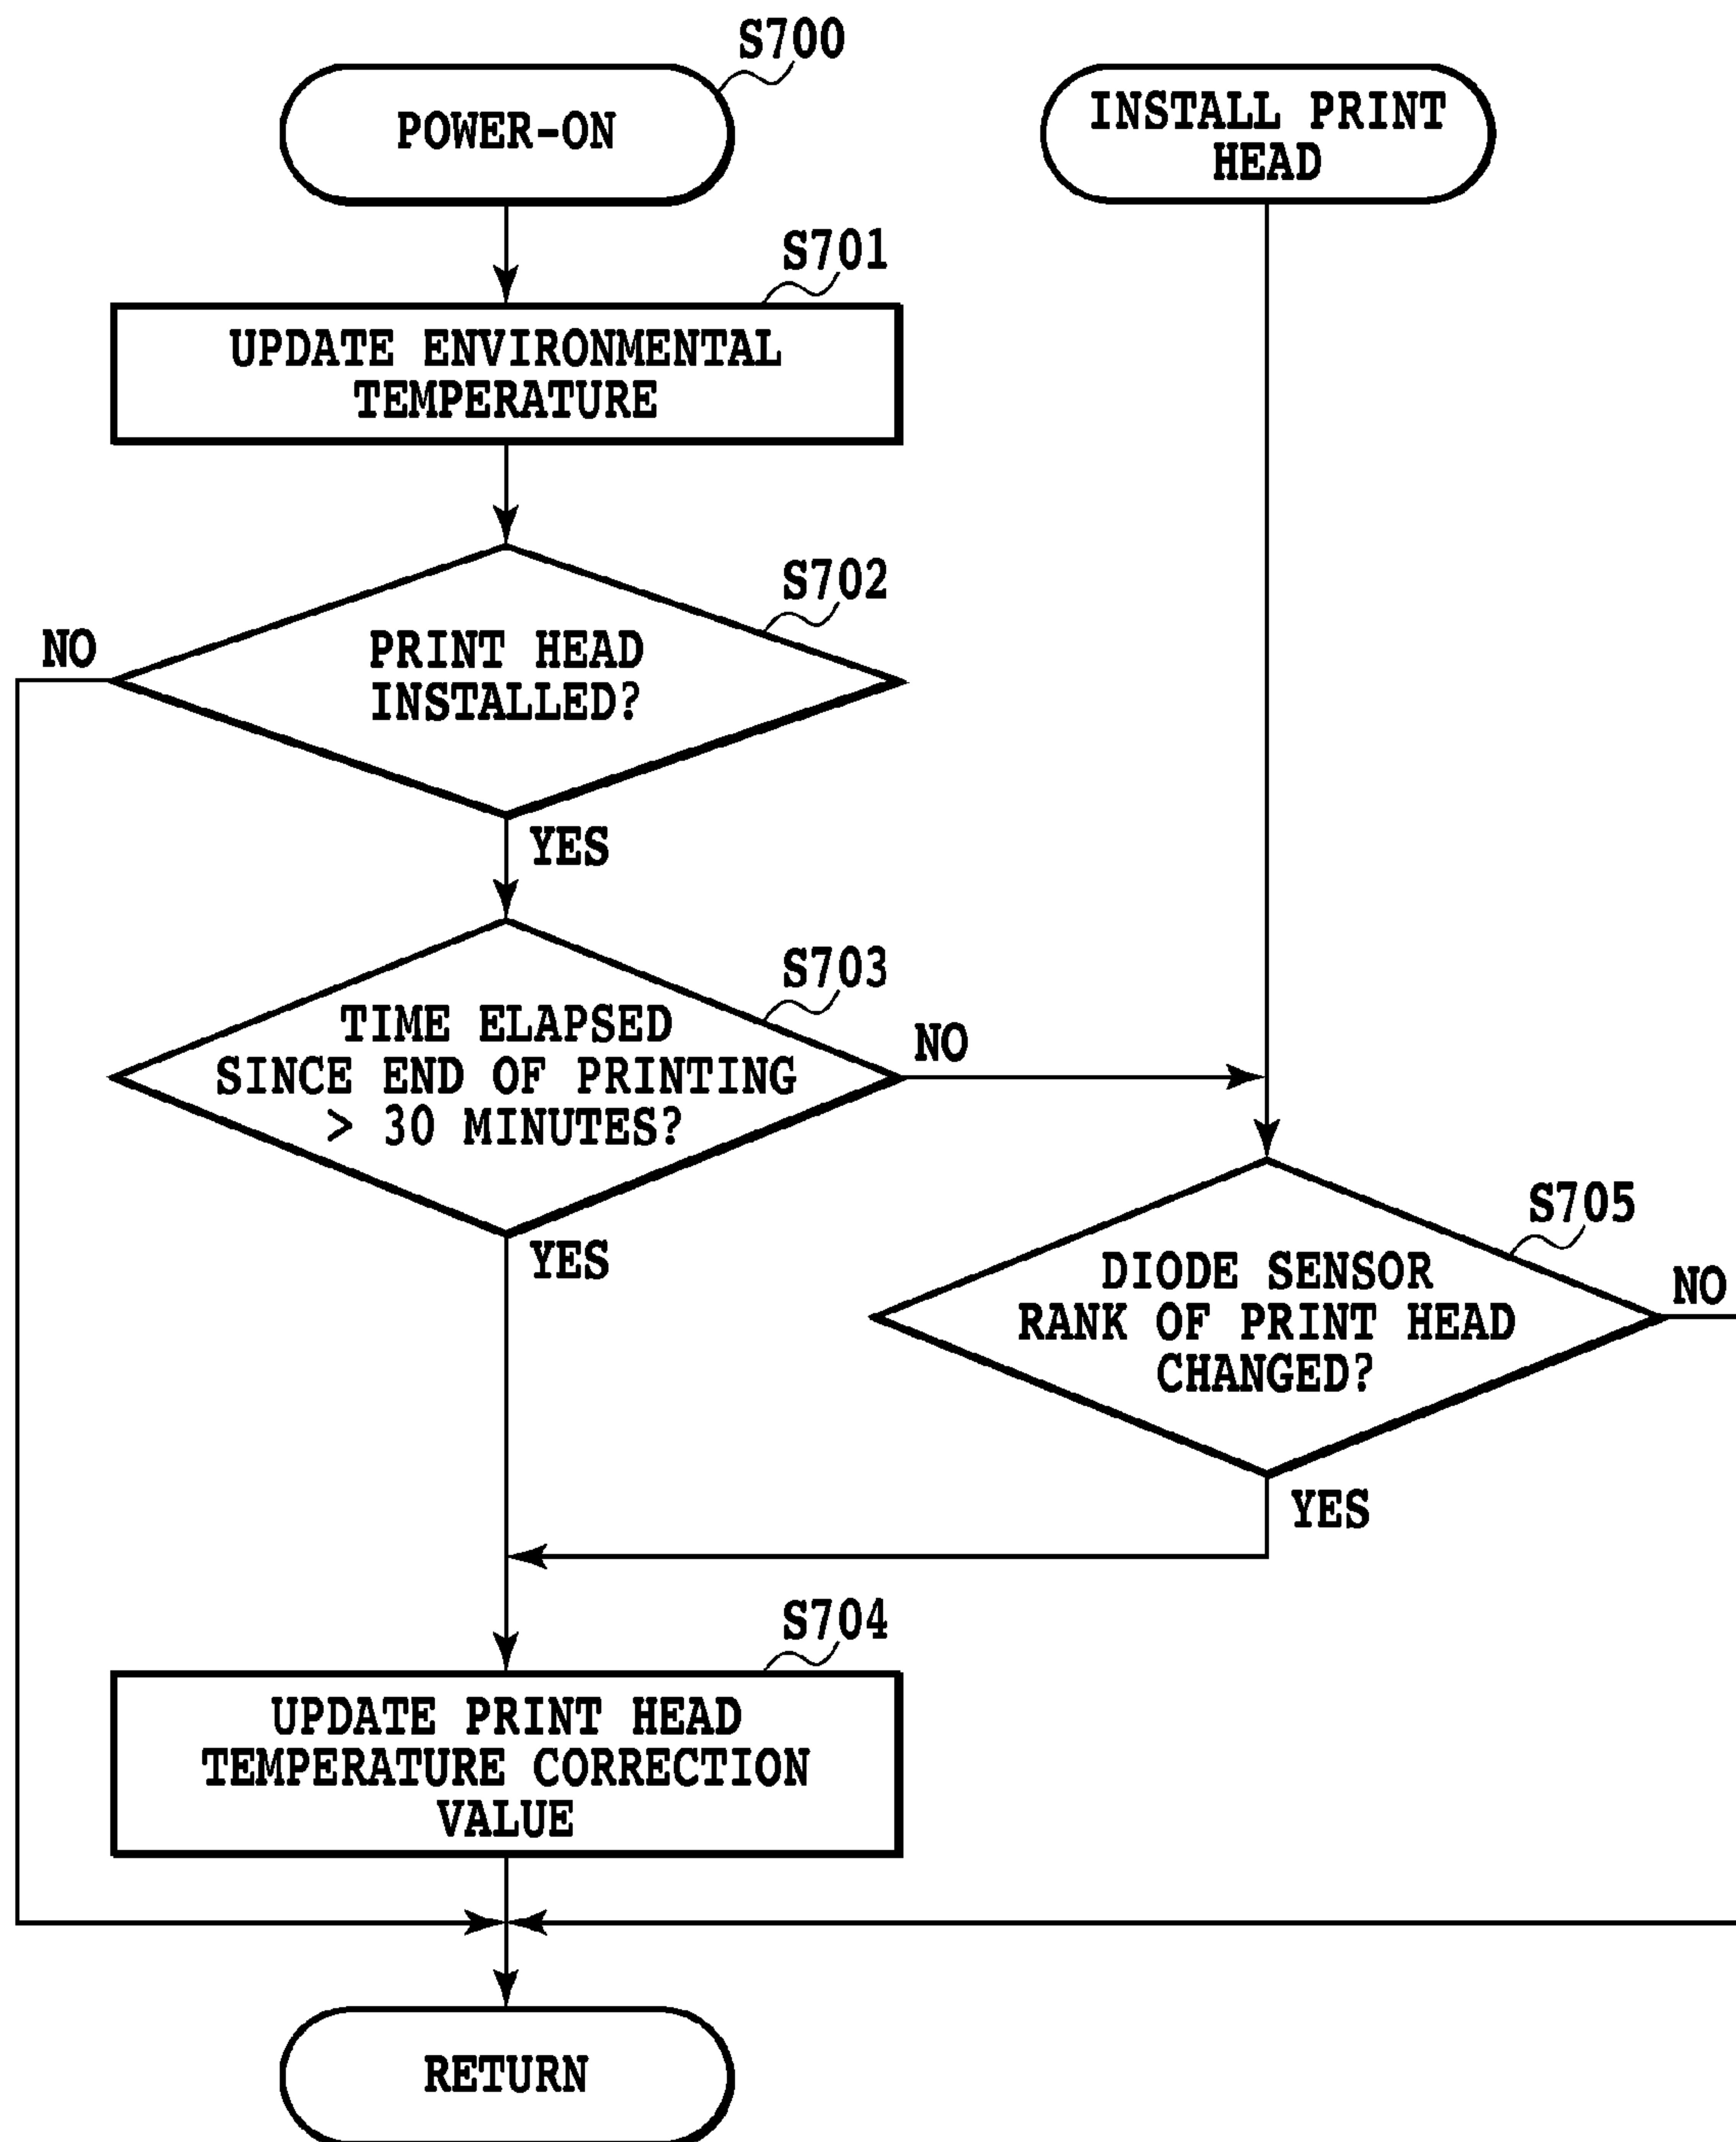 S700
POWER-ON
INSTALL PRINT
HEAD
S701
UPDATE ENVIRONMENTAL
TEMPERATURE
S702
NO
PRINT HEAD
INSTALLED?
YES
S703
TIME ELAPSED
SINCE END OF PRINTING
> 30 MINUTES?
NO
YES
S705
DIODE SENSOR
RANK OF PRINT HEAD
CHANGED?
NO
YES
S704
UPDATE PRINT HEAD
TEMPERATURE CORRECTION
VALUE
RETURN